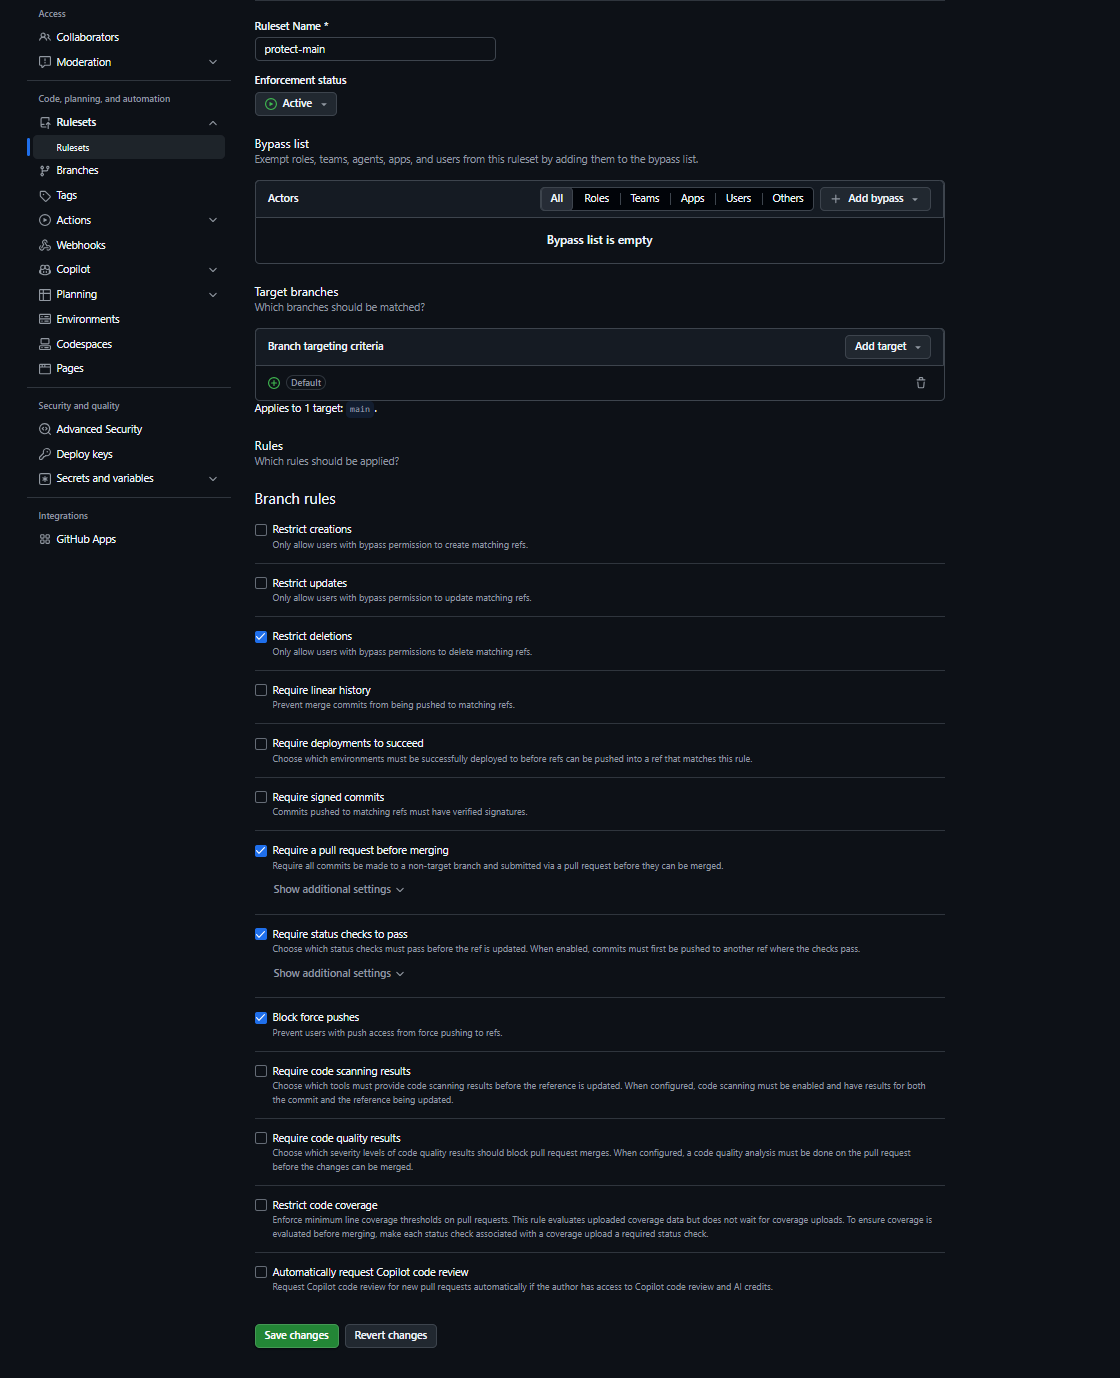 Access
Collaborators
Moderation
Code, planning, and automation
Rulesets
Rulesets
Branches
Tags
Actions
Webhooks
Copilot
Planning
Environments
Codespaces
Pages
Security and quality
Advanced Security
Deploy keys
Secrets and variables
Integrations
GitHub Apps
Ruleset Name *
protect-main
Enforcement status
Active
Bypass list
Exempt roles, teams, agents, apps, and users from this ruleset by adding them to the bypass list.
Actors
All Roles Teams Apps Users Others
Add bypass
Bypass list is empty
Target branches
Which branches should be matched?
Branch targeting criteria
Add target
Default
Applies to 1 target: main .
Rules
Which rules should be applied?
Branch rules
Restrict creations
Only allow users with bypass permission to create matching refs.
Restrict updates
Only allow users with bypass permission to update matching refs.
Restrict deletions
Only allow users with bypass permissions to delete matching refs.
Require linear history
Prevent merge commits from being pushed to matching refs.
Require deployments to succeed
Choose which environments must be successfully deployed to before refs can be pushed into a ref that matches this rule.
Require signed commits
Commits pushed to matching refs must have verified signatures.
Require a pull request before merging
Require all commits be made to a non-target branch and submitted via a pull request before they can be merged.
Show additional settings
Require status checks to pass
Choose which status checks must pass before the ref is updated. When enabled, commits must first be pushed to another ref where the checks pass.
Show additional settings
Block force pushes
Prevent users with push access from force pushing to refs.
Require code scanning results
Choose which tools must provide code scanning results before the reference is updated. When configured, code scanning must be enabled and have results for both
the commit and the reference being updated.
Require code quality results
Choose which severity levels of code quality results should block pull request merges. When configured, a code quality analysis must be done on the pull request
before the changes can be merged.
Restrict code coverage
Enforce minimum line coverage thresholds on pull requests. This rule evaluates uploaded coverage data but does not wait for coverage uploads. To ensure coverage is
evaluated before merging, make each status check associated with a coverage upload a required status check.
Automatically request Copilot code review
Request Copilot code review for new pull requests automatically if the author has access to Copilot code review and AI credits.
Save changes
Revert changes